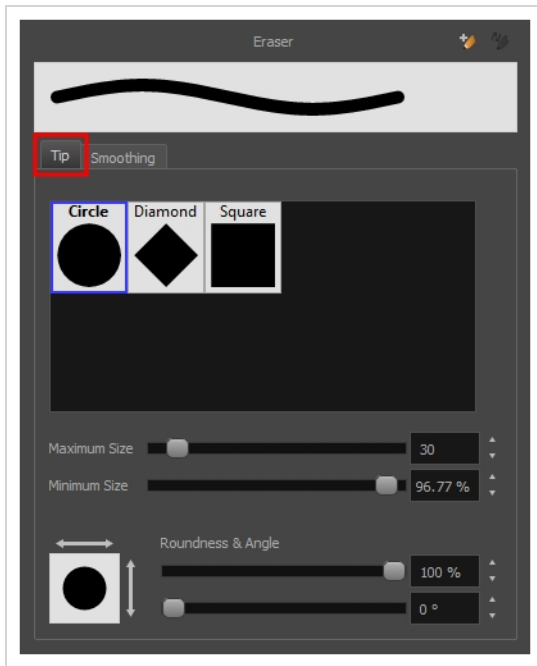 Eraser
Tip Smoothing
Circle Diamond Square
Maximum Size 30
Minimum Size 96.77 %
Roundness & Angle
100 %
0 °